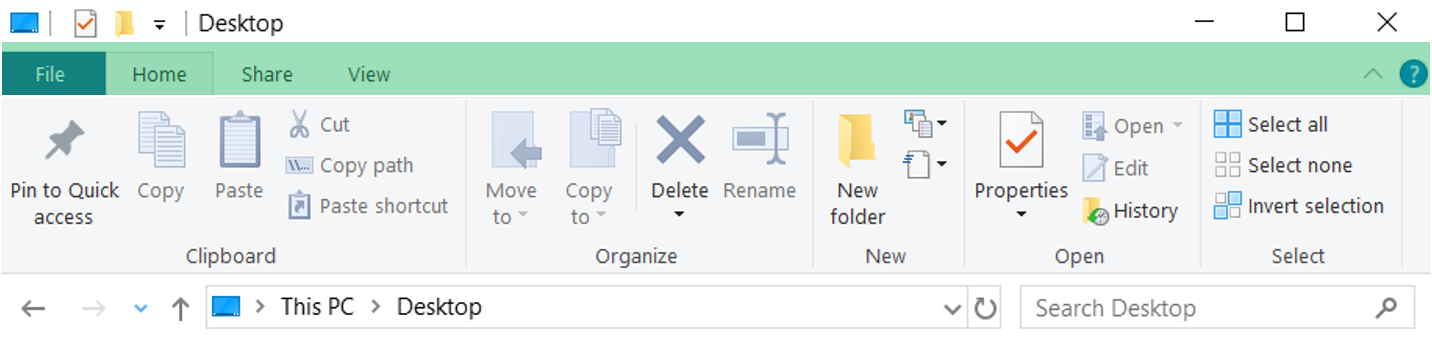 Desktop
File Home Share View
?
Pin to Quick
access
Copy
Paste
Cut
Copy path
Paste shortcut
Clipboard
Move
to
Copy
to
Delete
Rename
Organize
New
folder
New
Properties
Open
Edit
History
Open
Select all
Select none
Invert selection
Select
This PC > Desktop
Search Desktop